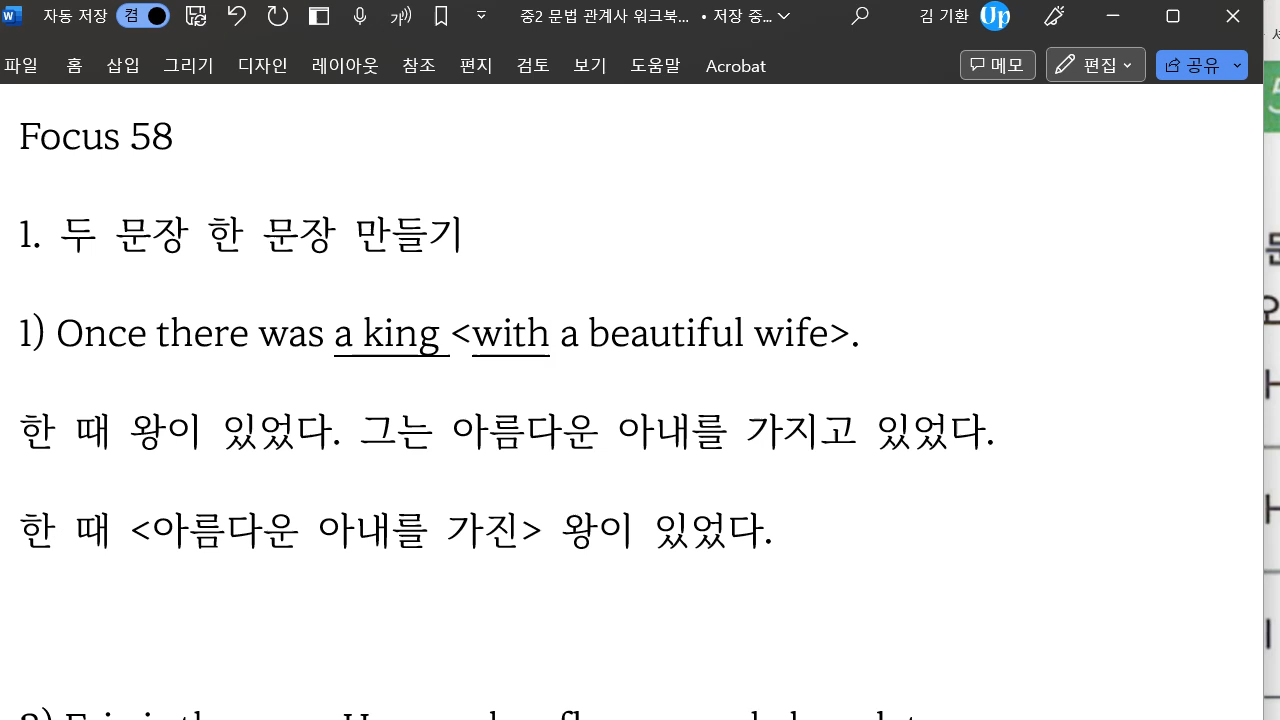 자동 저장 켬 가)) 중2 문법 관계사 워크북... • 저장 중... 김 기환 Up
파일 홈 삽입 그리기 디자인 레이아웃 참조 편지 검토 보기 도움말 Acrobat 메모 편집 공유
Focus 58
1. 두 문장 한 문장 만들기
1) Once there was a king <with a beautiful wife>.
한 때 왕이 있었다. 그는 아름다운 아내를 가지고 있었다.
한 때 <아름다운 아내를 가진> 왕이 있었다.